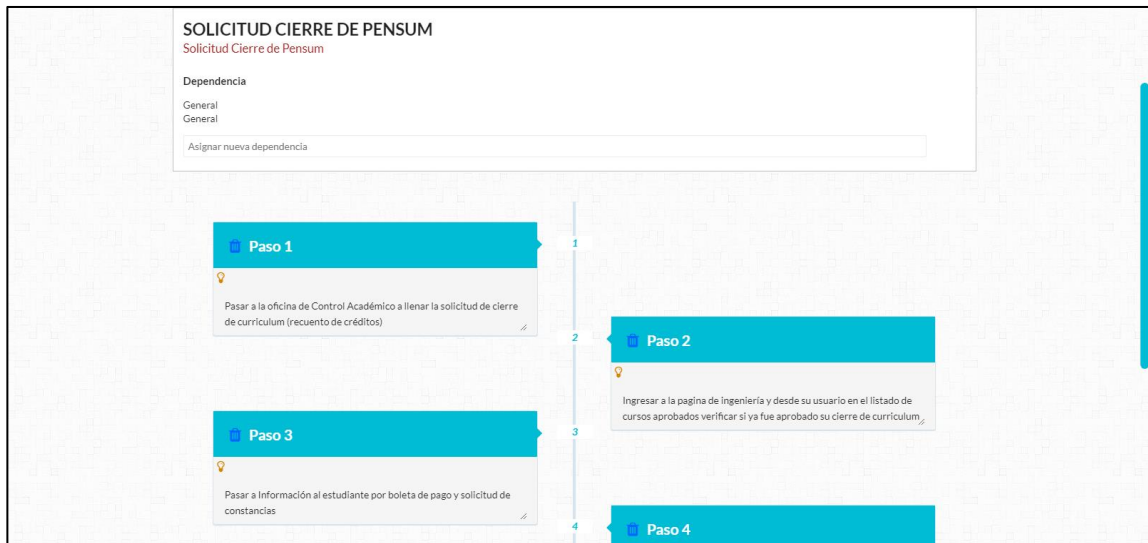 SOLICITUD CIERRE DE PENSUM
Solicitud Cierre de Pensum
Dependencia
General
General
Asignar nueva dependencia
Paso 1
1
Pasar a la oficina de Control Académico a llenar la solicitud de cierre
de curriculum (recuento de créditos)
2
Paso 2
Ingresar a la pagina de ingeniería y desde su usuario en el listado de
cursos aprobados verificar si ya fue aprobado su cierre de curriculum
Paso 3
3
Pasar a Información al estudiante por boleta de pago y solicitud de
constancias
4
Paso 4